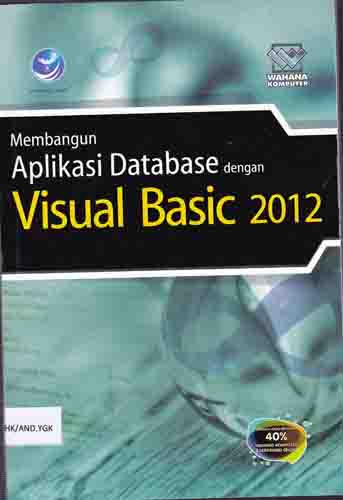 WAHANA
KOMPUTER
Membangun
Aplikasi Database dengan
Visual Basic 2012
HK/AND.YGK
40%